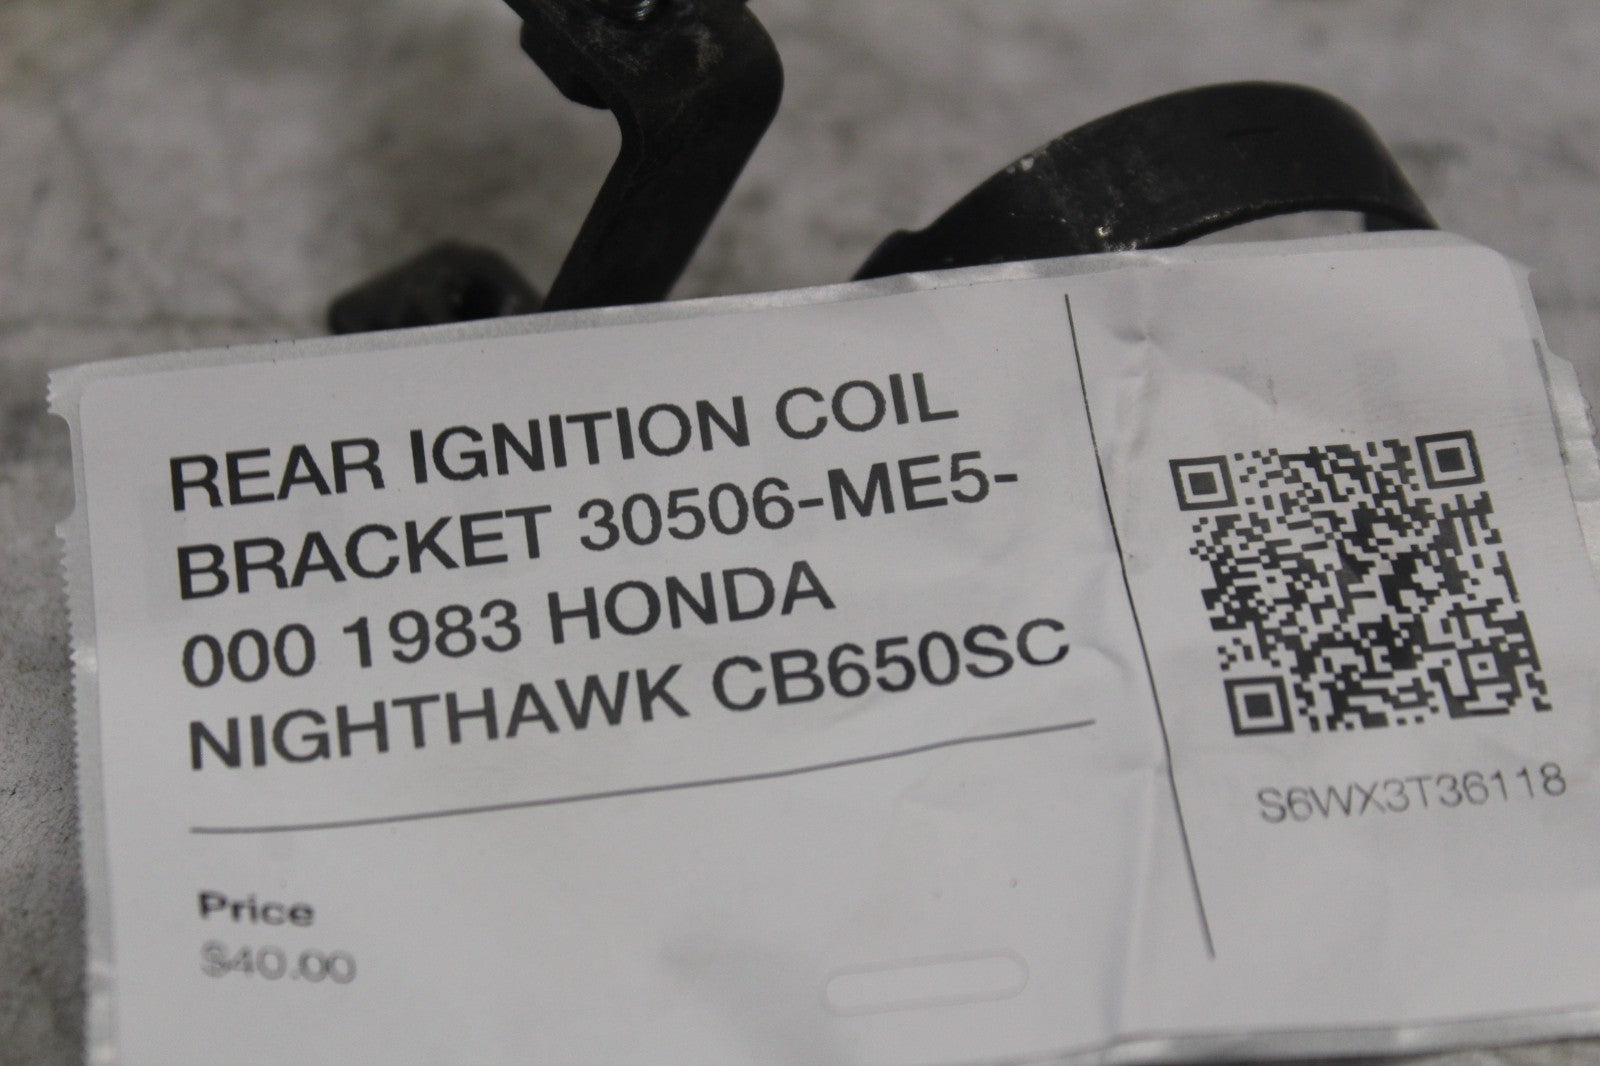 REAR IGNITION COIL
BRACKET 30506-ME5-
000 1983 HONDA
NIGHTHAWK CB650SC
Price
$40.00
S6WX3T36118